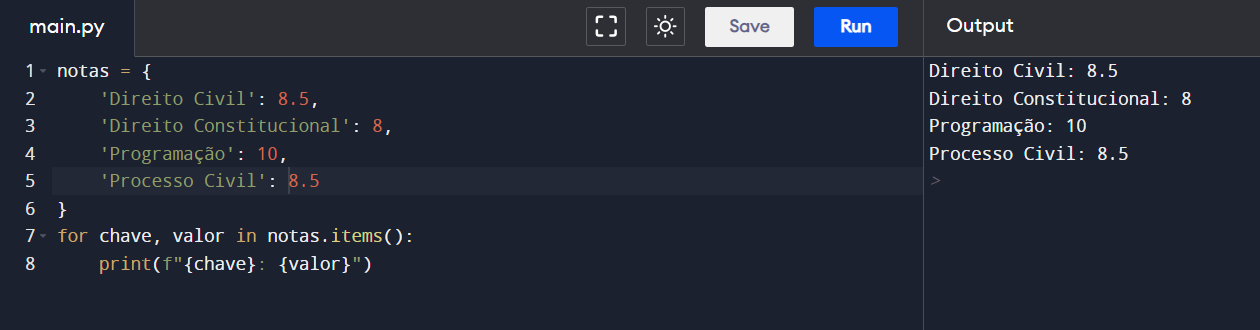 main.py
Save
Run
Output
1 notas = {
2     'Direito Civil': 8.5,
3     'Direito Constitucional': 8,
4     'Programação': 10,
5     'Processo Civil': 8.5
6 }
7 for chave, valor in notas.items():
8     print(f"{chave}: {valor}")
Direito Civil: 8.5
Direito Constitucional: 8
Programação: 10
Processo Civil: 8.5
>